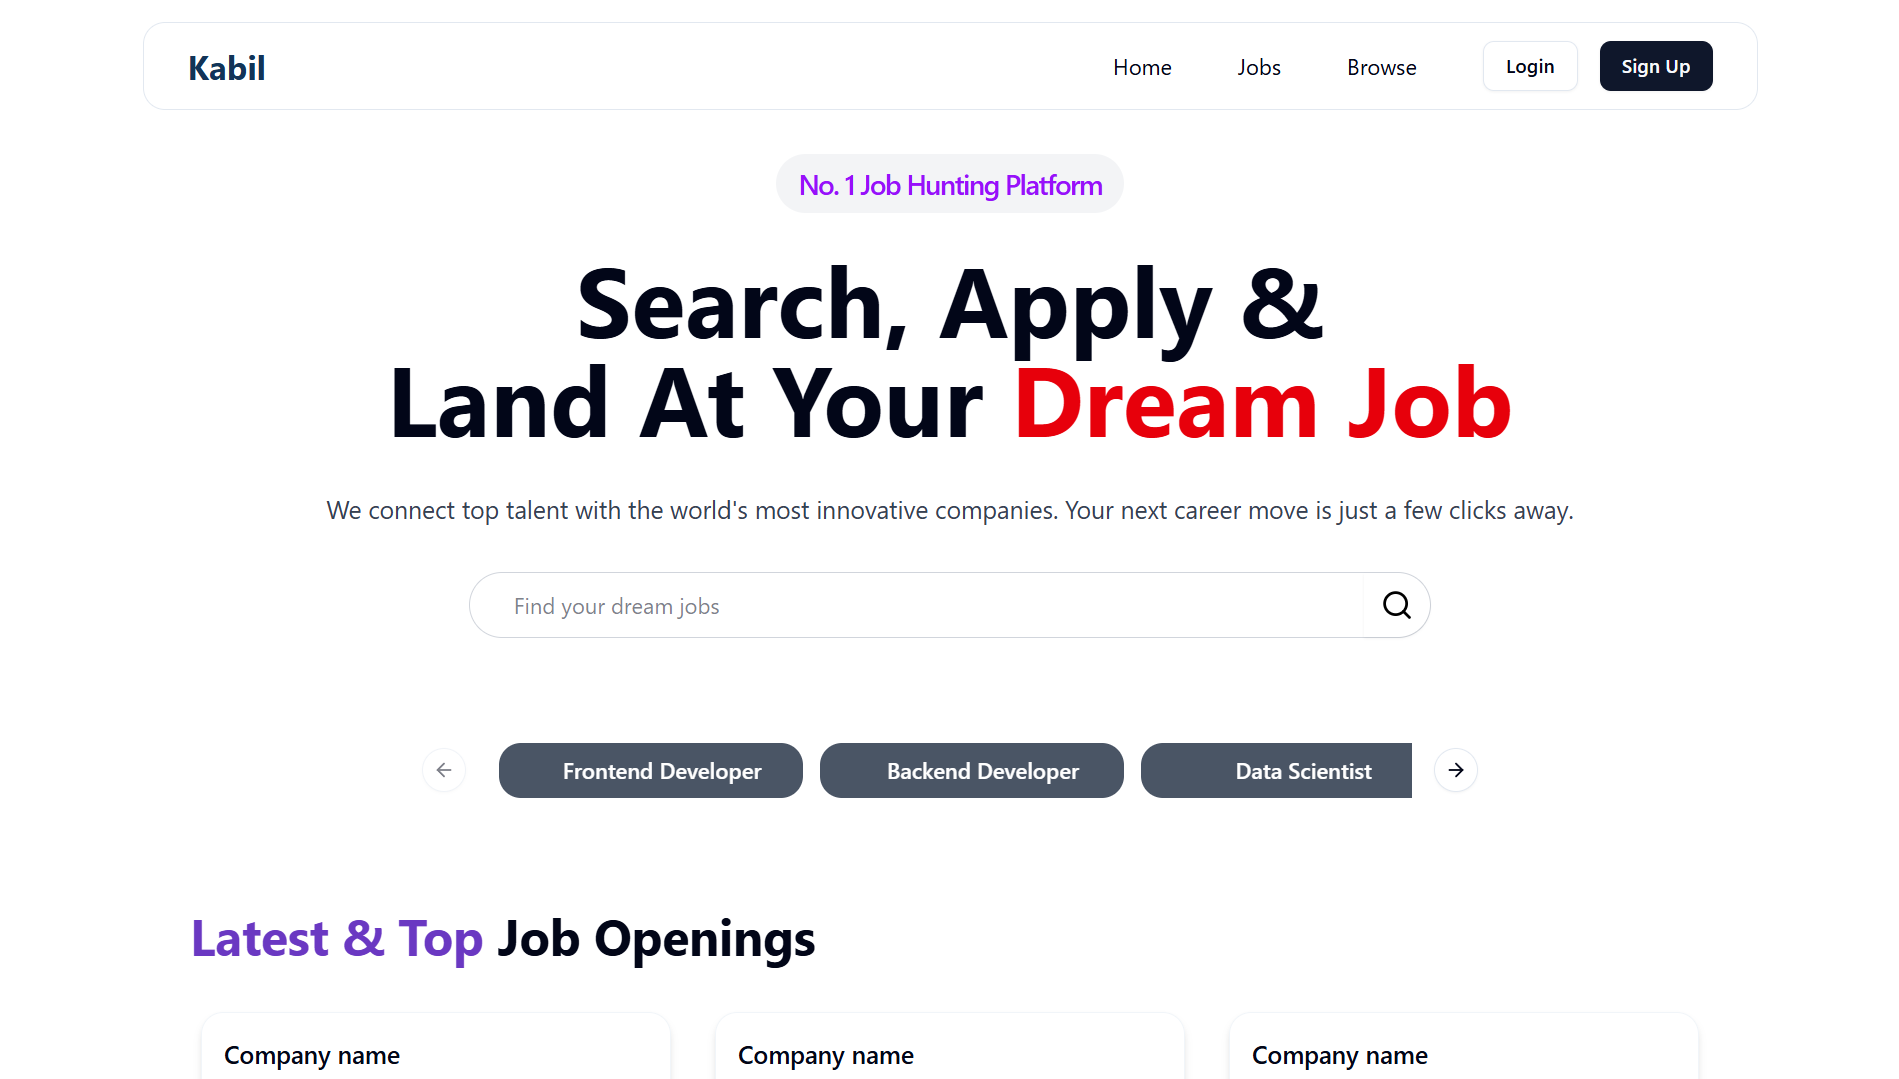 Kabil
Home Jobs Browse Login Sign Up
No. 1 Job Hunting Platform
Search, Apply &
Land At Your Dream Job
We connect top talent with the world's most innovative companies. Your next career move is just a few clicks away.
Find your dream jobs
Frontend Developer Backend Developer Data Scientist
Latest & Top Job Openings
Company name Company name Company name